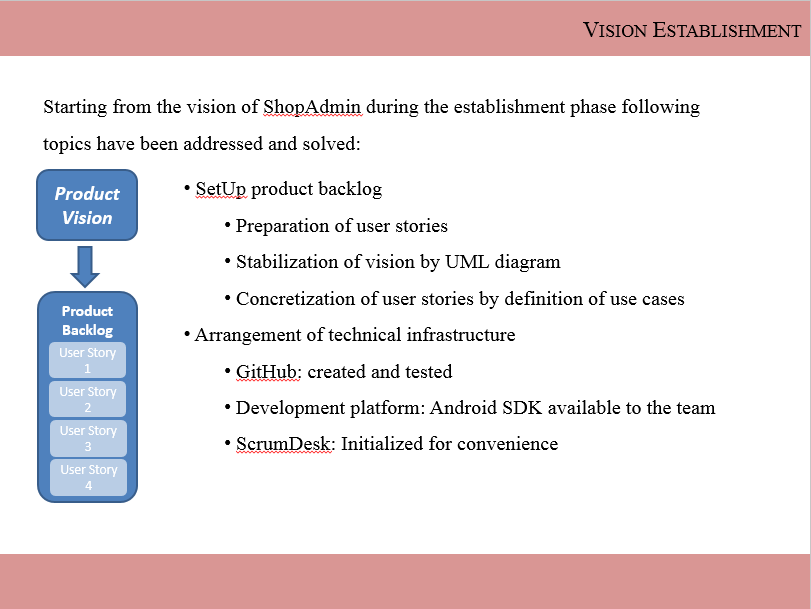 VISION ESTABLISHMENT
Starting from the vision of ShopAdmin during the establishment phase following
topics have been addressed and solved:
Product
Vision
Product
Backlog
User Story
1
User Story
2
User Story
3
User Story
4
• SetUp product backlog
• Preparation of user stories
• Stabilization of vision by UML diagram
• Concretization of user stories by definition of use cases
• Arrangement of technical infrastructure
• GitHub: created and tested
• Development platform: Android SDK available to the team
• ScrumDesk: Initialized for convenience